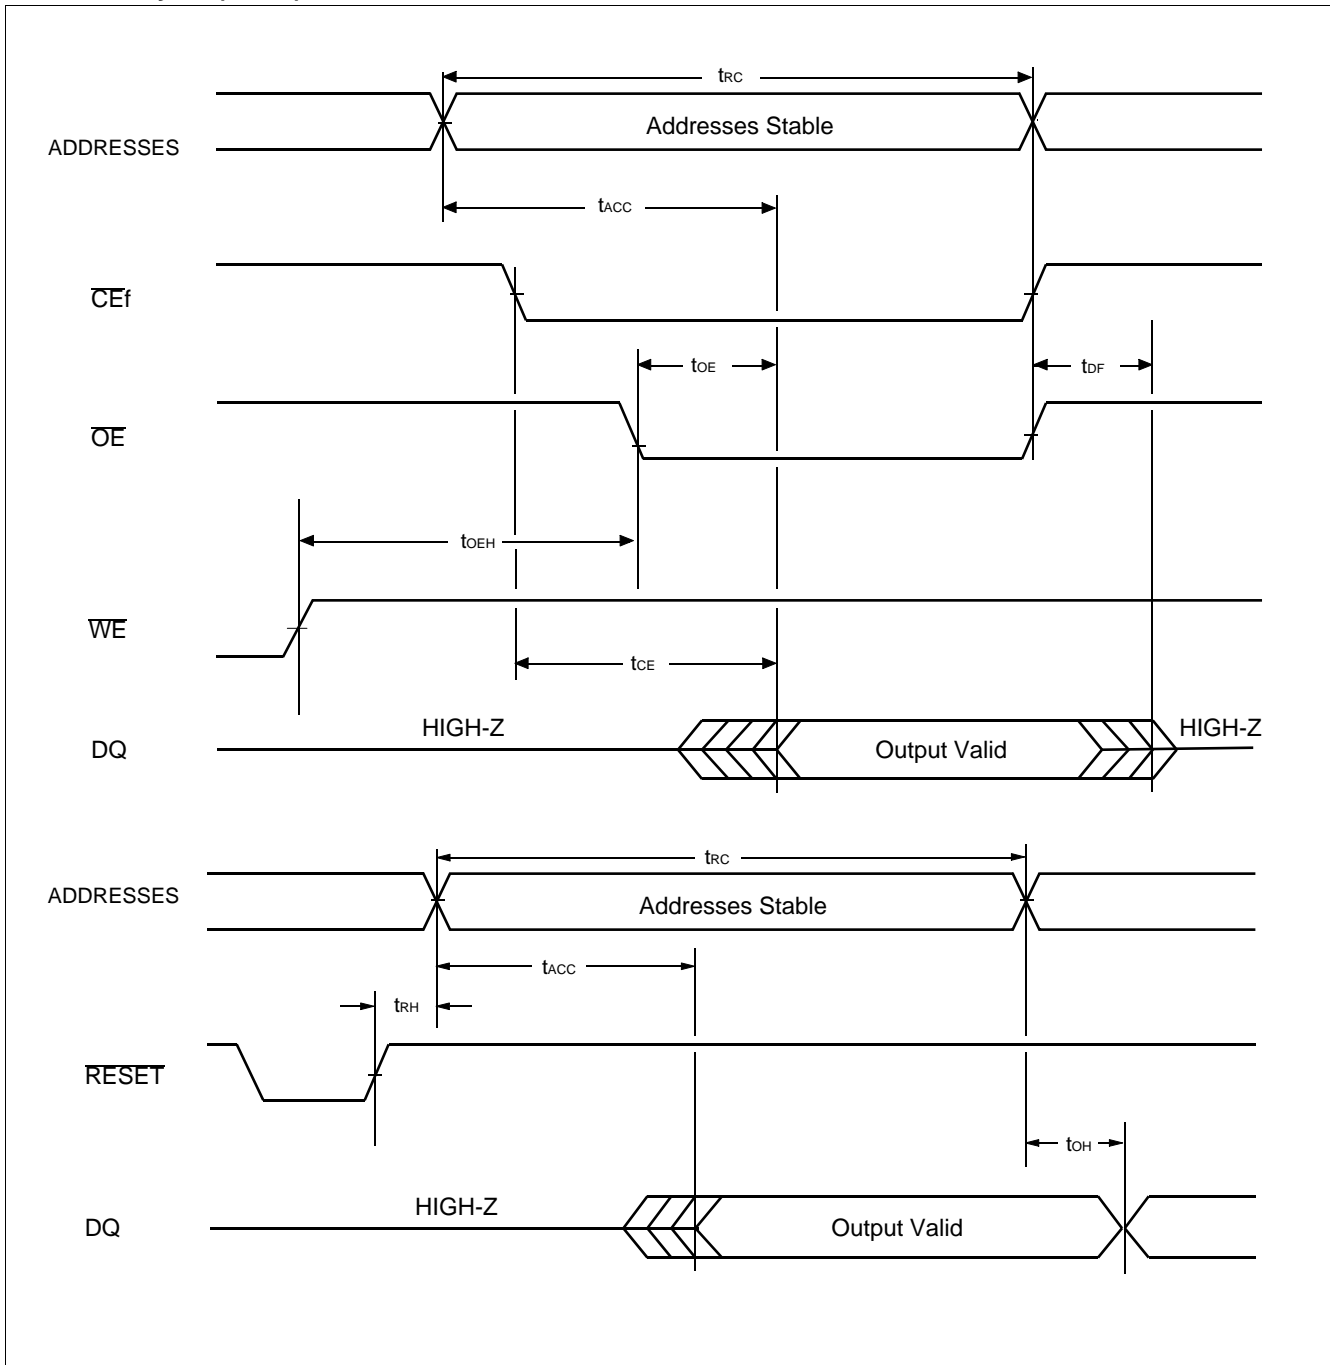 tRC
Addresses Stable
ADDRESSES
tACC
CEf
tOE
tDF
OE
tOEH
WE
tCE
HIGH-Z
HIGH-Z
DQ
Output Valid
tRC
ADDRESSES
Addresses Stable
tACC
tRH
RESET
tOH
HIGH-Z
DQ
Output Valid